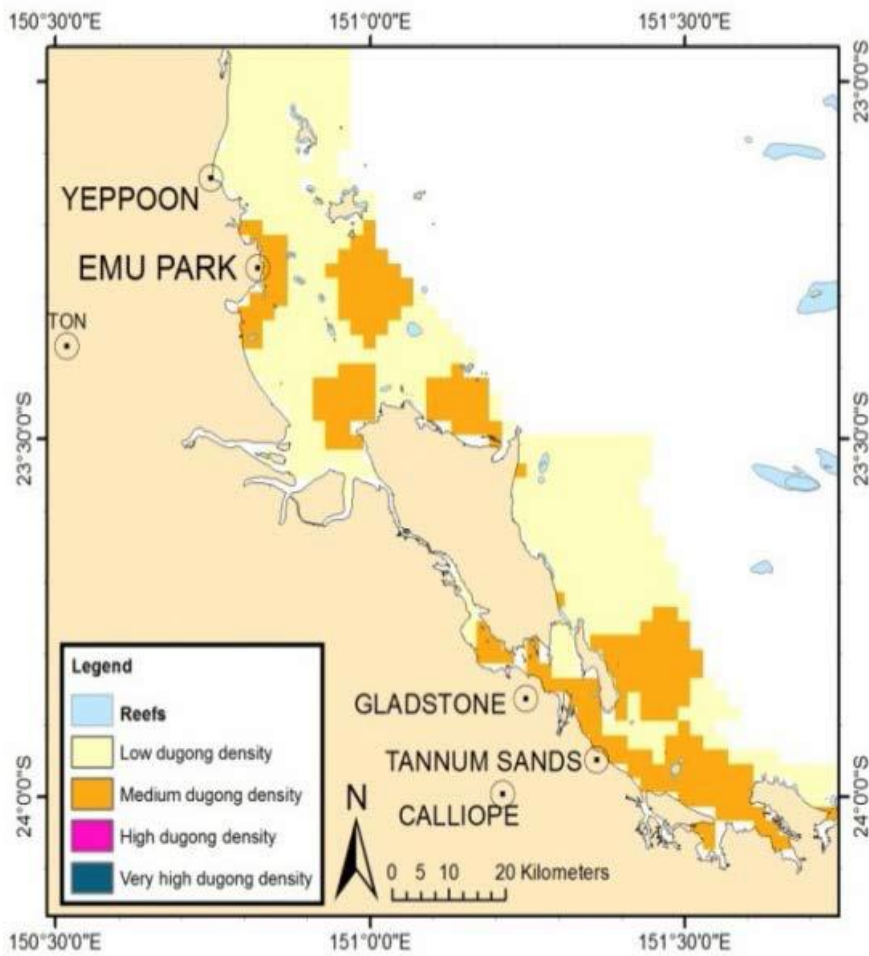 150°30'0"E
151°0'0"E
151°30'0"E
23°0'0"S
23°0'0"S
YEPPOON
EMU PARK
TON
23°30'0"S
23°30'0"S
Legend
Reefs
Low dugong density
Medium dugong density
High dugong density
Very high dugong density
GLADSTONE
TANNUM SANDS
CALLIOPE
N
0 5 10 20 Kilometers
24°0'0"S
24°0'0"S
150°30'0"E
151°0'0"E
151°30'0"E